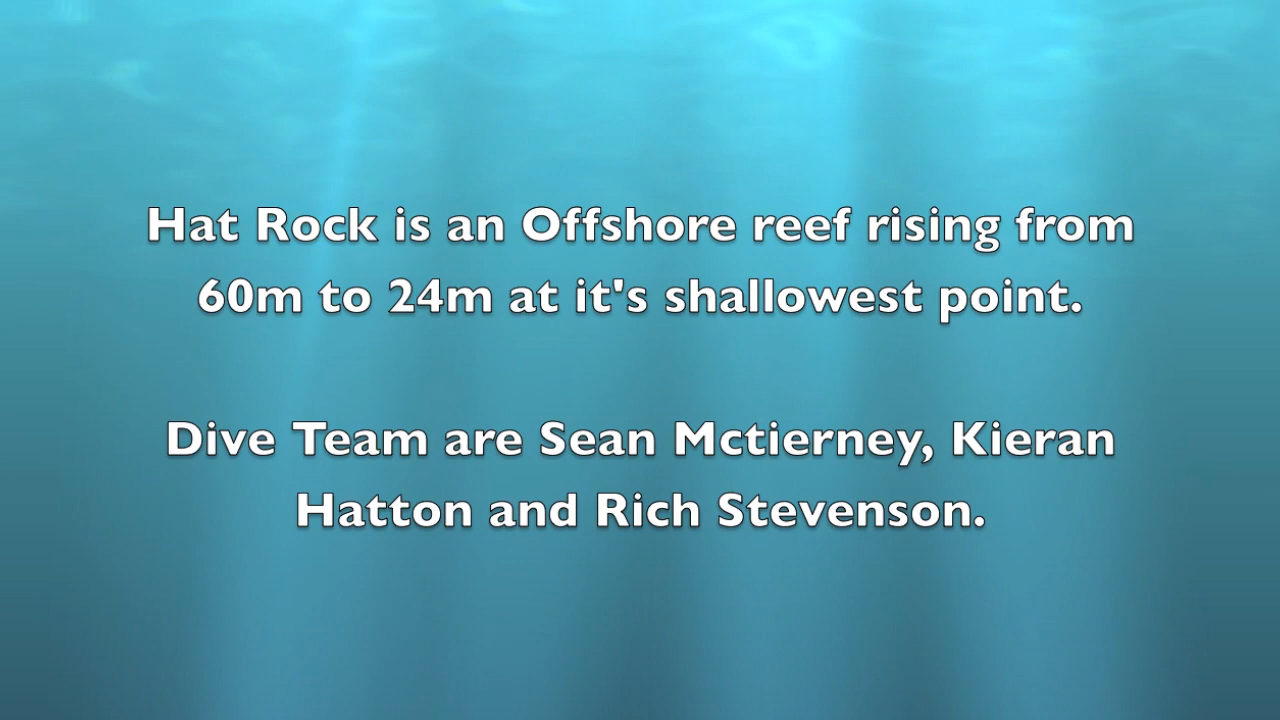 Hat Rock is an Offshore reef rising from
60m to 24m at it's shallowest point.
Dive Team are Sean Mctierney, Kieran
Hatton and Rich Stevenson.